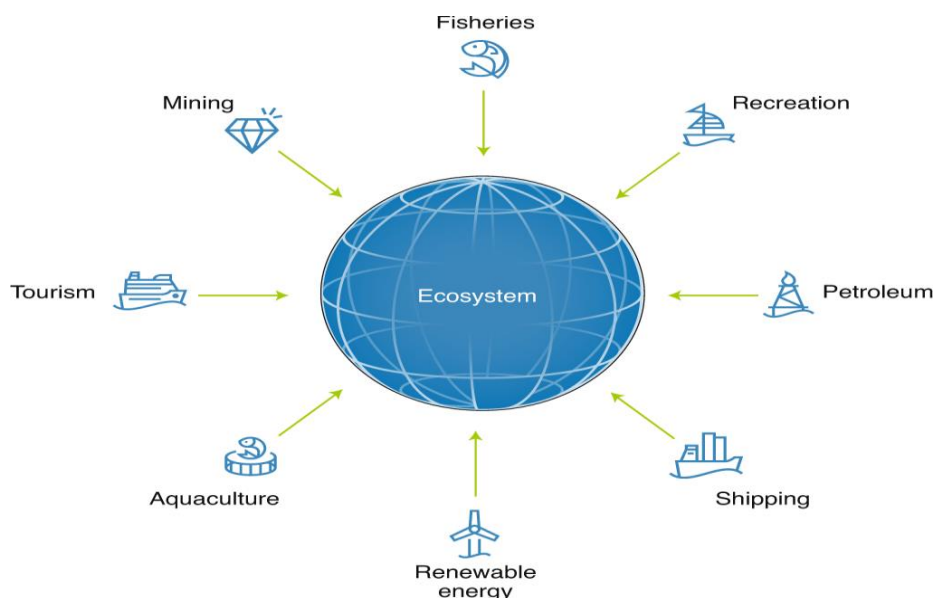 Fisheries
Mining
Recreation
Tourism
Ecosystem
Petroleum
Aquaculture
Shipping
Renewable
energy